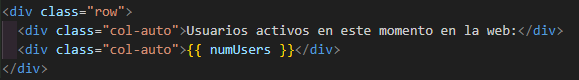 <div class="row">
<div class="col-auto">Usuarios activos en este momento en la web:</div>
<div class="col-auto">{{ numUsers }}</div>
</div>